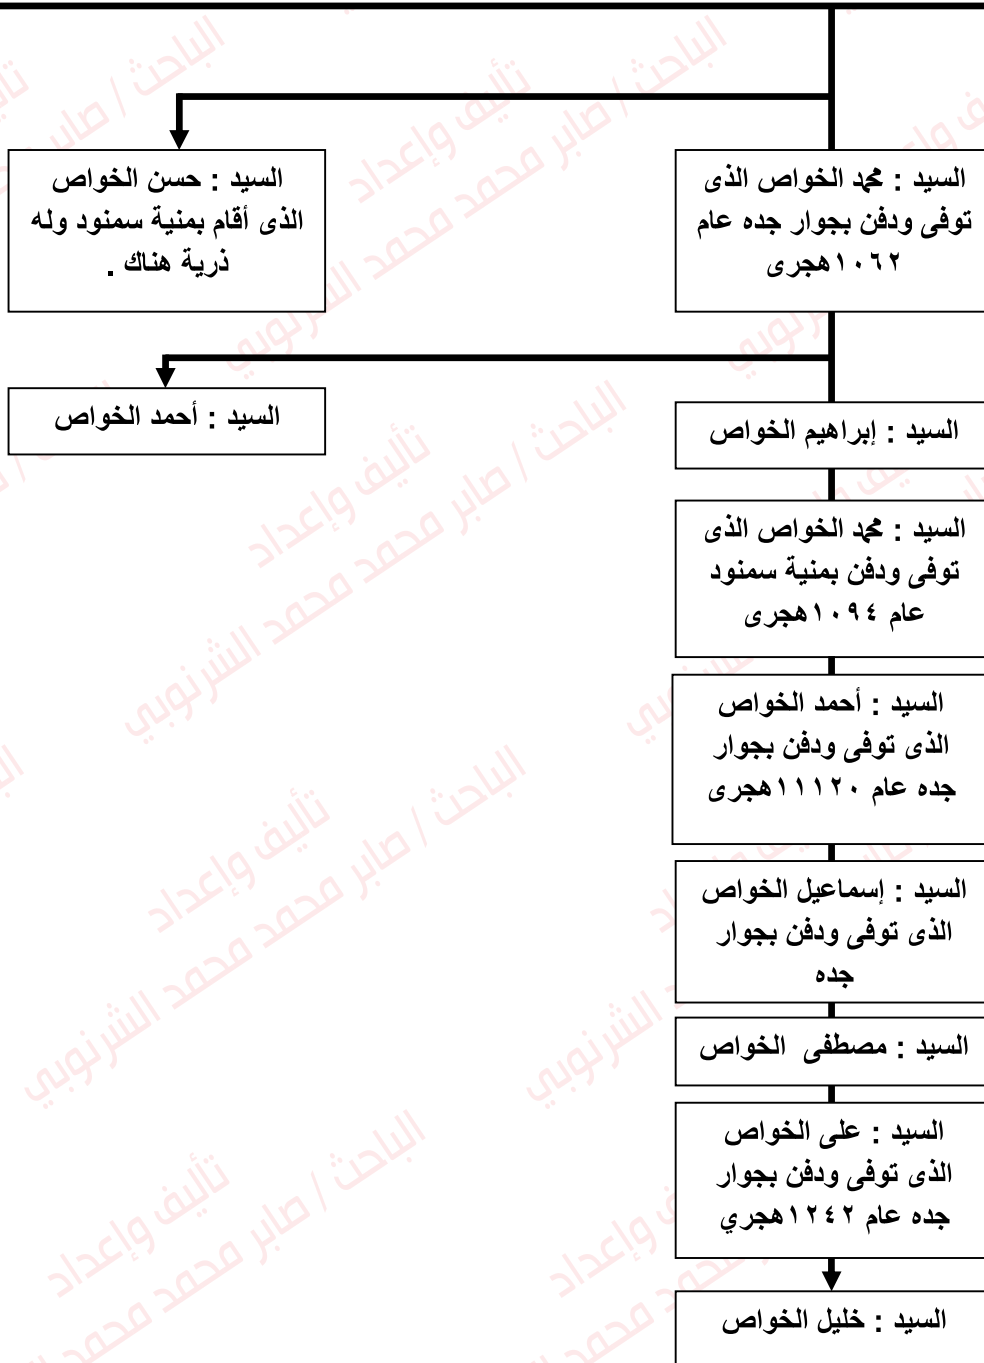 السيد : محمد الخواص الذى
توفى ودفن بجوار جده عام
١٠٦٢هجرى
السيد : حسن الخواص
الذى أقام بمنية سمنود وله
ذرية هناك .
السيد : أحمد الخواص
السيد : إبراهيم الخواص
السيد : محمد الخواص الذى
توفى ودفن بمنية سمنود
عام ١٠٩٤هجرى
السيد : أحمد الخواص
الذى توفى ودفن بجوار
جده عام ١١١٢٠هجرى
السيد : إسماعيل الخواص
الذى توفى ودفن بجوار
جده
السيد : مصطفى الخواص
السيد : على الخواص
الذى توفى ودفن بجوار
جده عام ١٢٤٢هجري
السيد : خليل الخواص
تأليف وإعداد
الباحث / صابر محمد محمد الشرنوبي